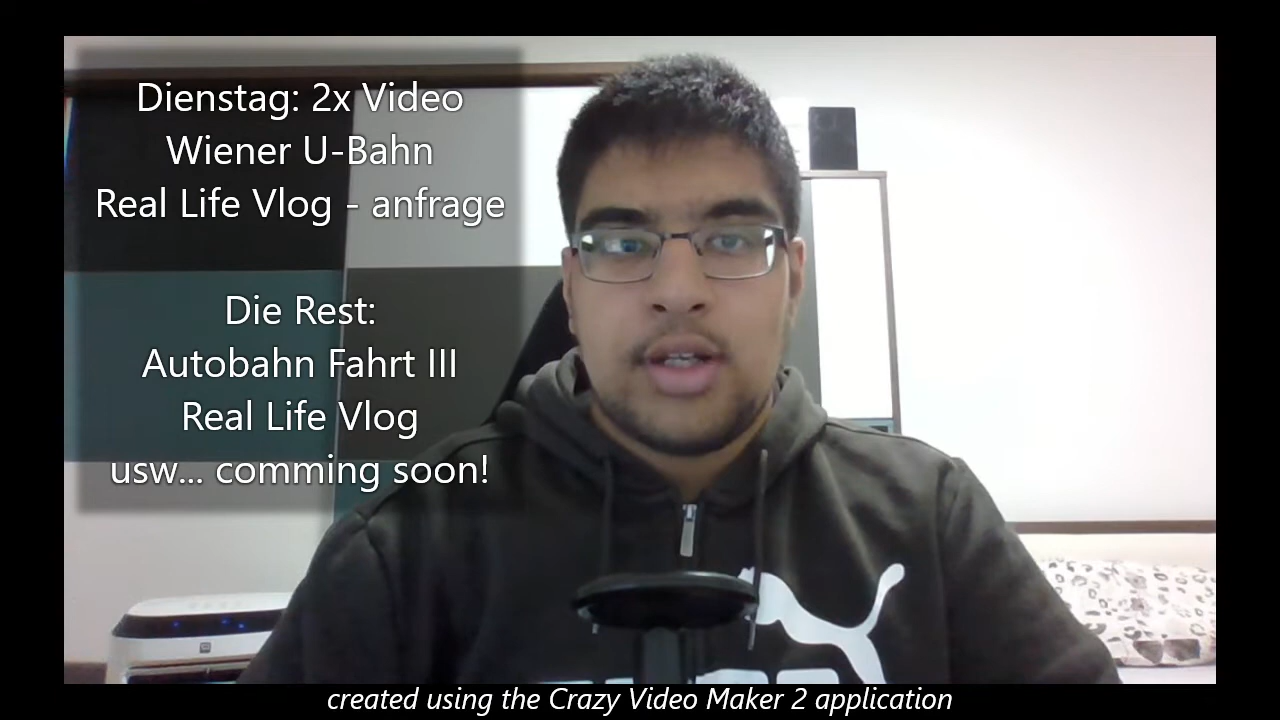 Dienstag: 2x Video
Wiener U-Bahn
Real Life Vlog - anfrage
Die Rest:
Autobahn Fahrt III
Real Life Vlog
usw... comming soon!
created using the Crazy Video Maker 2 application